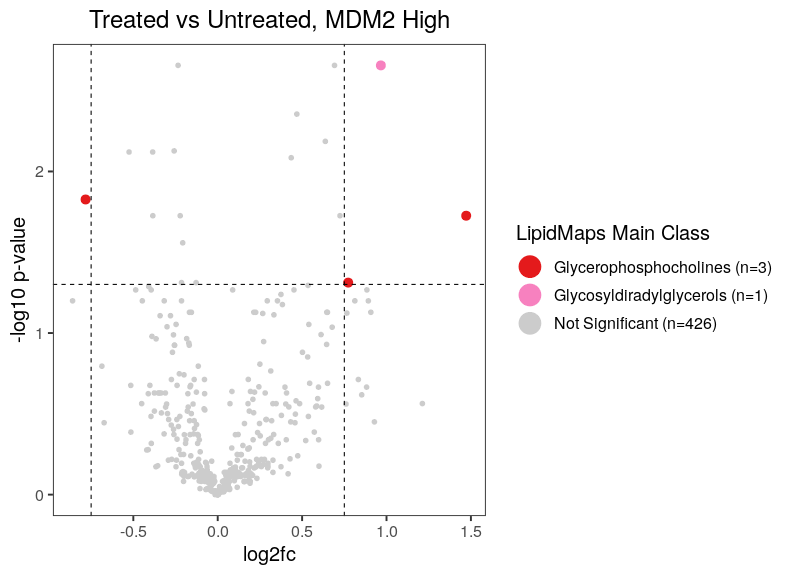 Treated vs Untreated, MDM2 High
-log10 p-value
2
1
0
-0.5
0.0
0.5
1.0
1.5
log2fc
LipidMaps Main Class
Glycerophosphocholines (n=3)
Glycosyldiradylglycerols (n=1)
Not Significant (n=426)